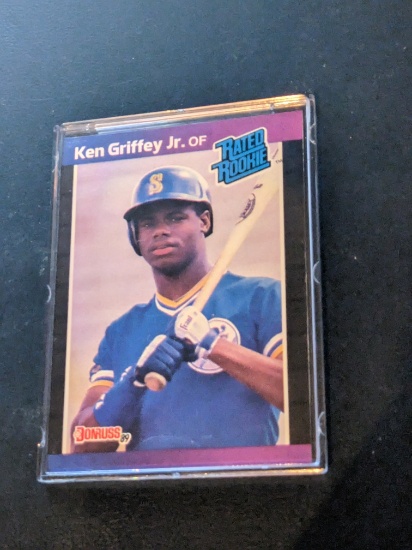 Ken Griffey Jr. OF
RATED
ROOKIE
S
DONRUSS 89